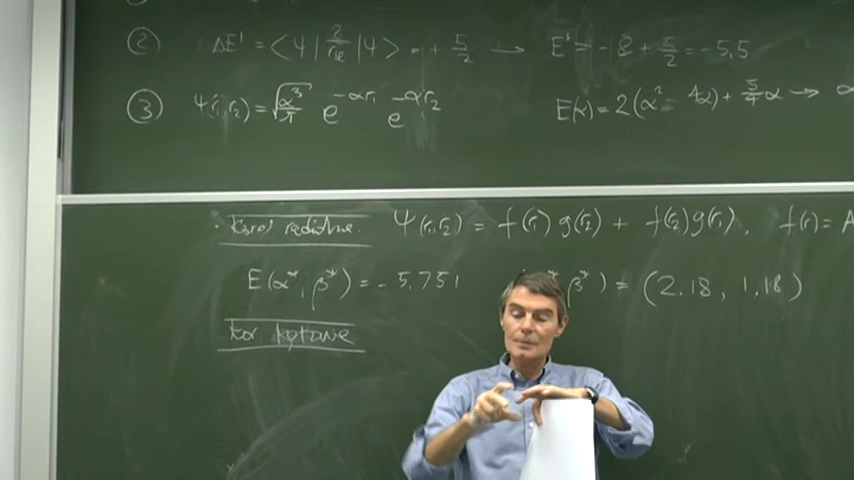 ② ΔE' = <ψ| 2/r₁₂ |ψ> = + 5/2 → E' = -8 + 5/2 = -5,5
③ ψ(r₁,r₂) = √(α³/π) e^(-αr₁) e^(-αr₂) E(α) = 2(α² - 4α) + 5/4 α → α
Ψ(r₁,r₂) = f(r₁) g(r₂) + f(r₂) g(r₁), f(r) = A
E(α*, β*) = -5,751 β*) = (2.18, 1.18)